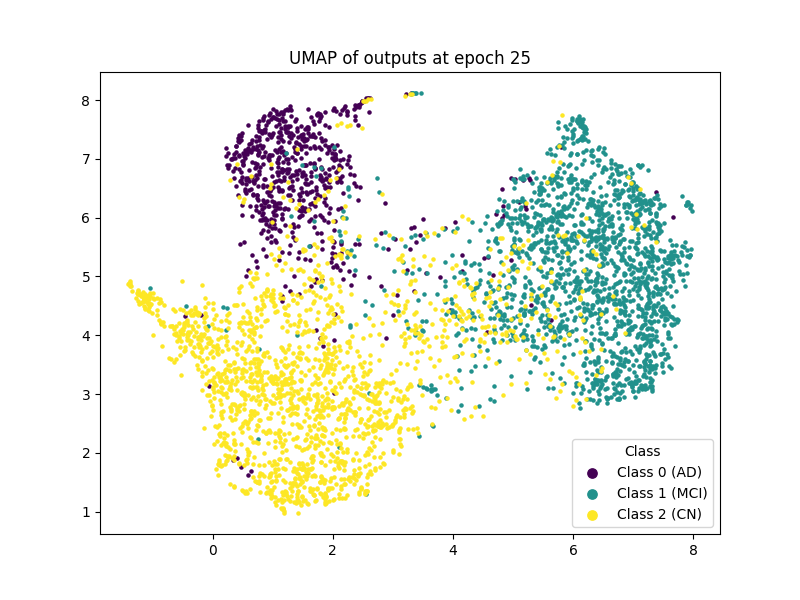 UMAP of outputs at epoch 25
8
7
6
5
4
3
2
1
0
2
4
6
8
Class
Class 0 (AD)
Class 1 (MCI)
Class 2 (CN)